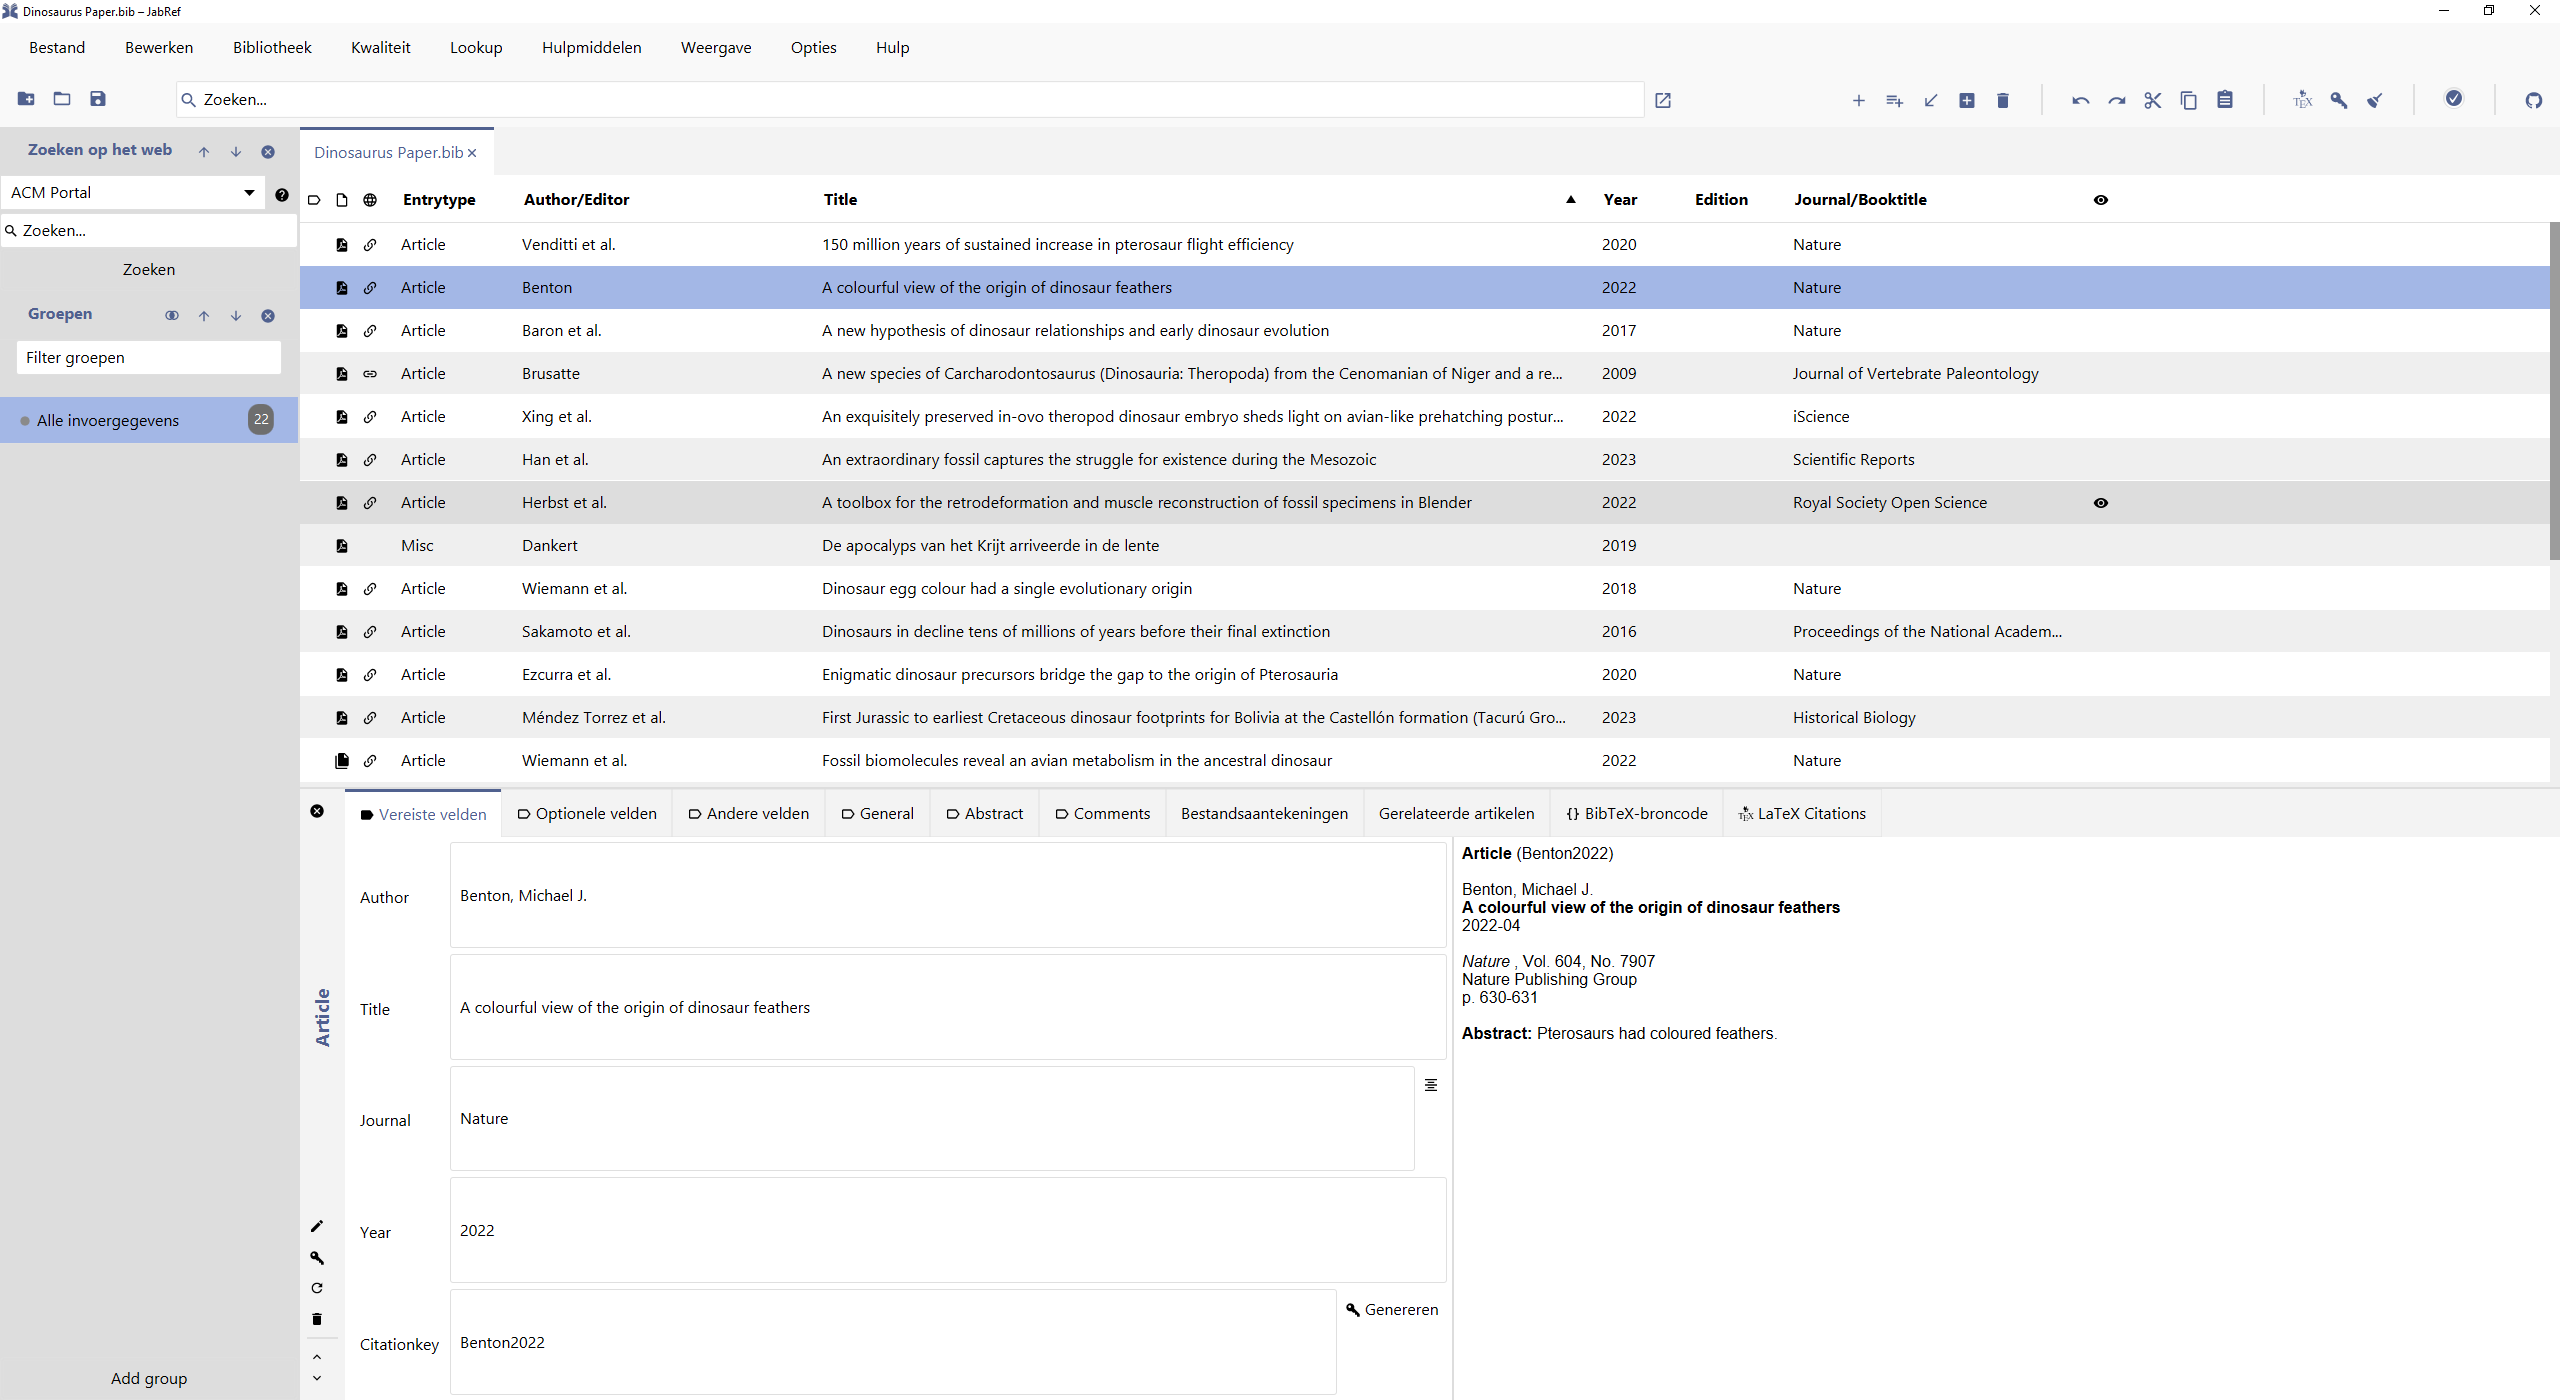 Dinosaurus Paper.bib – JabRef
Bestand Bewerken Bibliotheek Kwaliteit Lookup Hulpmiddelen Weergave Opties Hulp
Zoeken...
Zoeken op het web
ACM Portal
Zoeken...
Zoeken
Groepen
Filter groepen
Alle invoergegevens 22
Add group
Dinosaurus Paper.bib
Entrytype Author/Editor Title Year Edition Journal/Booktitle
Article Venditti et al. 150 million years of sustained increase in pterosaur flight efficiency 2020 Nature
Article Benton A colourful view of the origin of dinosaur feathers 2022 Nature
Article Baron et al. A new hypothesis of dinosaur relationships and early dinosaur evolution 2017 Nature
Article Brusatte A new species of Carcharodontosaurus (Dinosauria: Theropoda) from the Cenomanian of Niger and a re... 2009 Journal of Vertebrate Paleontology
Article Xing et al. An exquisitely preserved in-ovo theropod dinosaur embryo sheds light on avian-like prehatching postur... 2022 iScience
Article Han et al. An extraordinary fossil captures the struggle for existence during the Mesozoic 2023 Scientific Reports
Article Herbst et al. A toolbox for the retrodeformation and muscle reconstruction of fossil specimens in Blender 2022 Royal Society Open Science
Misc Dankert De apocalyps van het Krijt arriveerde in de lente 2019
Article Wiemann et al. Dinosaur egg colour had a single evolutionary origin 2018 Nature
Article Sakamoto et al. Dinosaurs in decline tens of millions of years before their final extinction 2016 Proceedings of the National Academ...
Article Ezcurra et al. Enigmatic dinosaur precursors bridge the gap to the origin of Pterosauria 2020 Nature
Article Méndez Torrez et al. First Jurassic to earliest Cretaceous dinosaur footprints for Bolivia at the Castellón formation (Tacurú Gro... 2023 Historical Biology
Article Wiemann et al. Fossil biomolecules reveal an avian metabolism in the ancestral dinosaur 2022 Nature
Vereiste velden Optionele velden Andere velden General Abstract Comments Bestandsaantekeningen Gerelateerde artikelen {} BibTeX-broncode LaTeX Citations
Article
Author Benton, Michael J.
Title A colourful view of the origin of dinosaur feathers
Journal Nature
Year 2022
Citationkey Benton2022 Genereren
Article (Benton2022)
Benton, Michael J.
A colourful view of the origin of dinosaur feathers
2022-04
Nature , Vol. 604, No. 7907
Nature Publishing Group
p. 630-631
Abstract: Pterosaurs had coloured feathers.